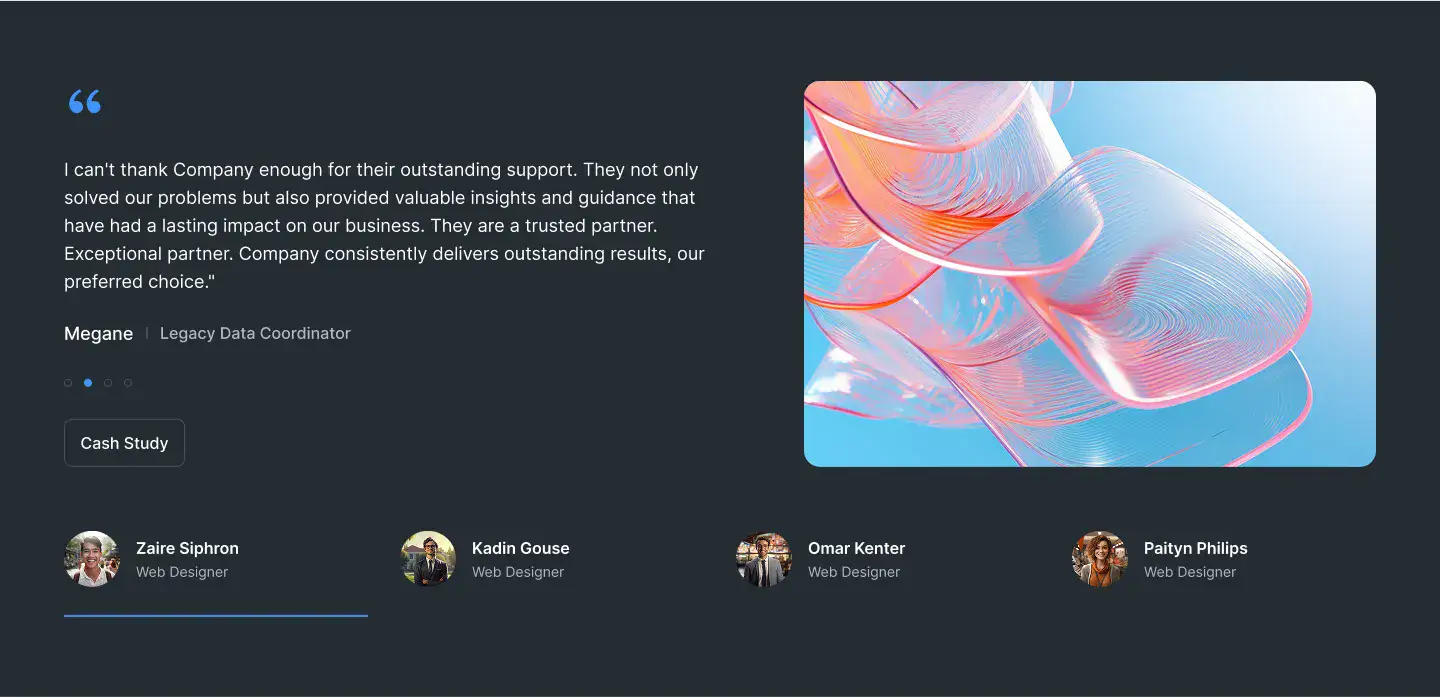 “
I can't thank Company enough for their outstanding support. They not only
solved our problems but also provided valuable insights and guidance that
have had a lasting impact on our business. They are a trusted partner.
Exceptional partner. Company consistently delivers outstanding results, our
preferred choice."
Megane | Legacy Data Coordinator
Cash Study
Zaire Siphron
Web Designer
Kadin Gouse
Web Designer
Omar Kenter
Web Designer
Paityn Philips
Web Designer